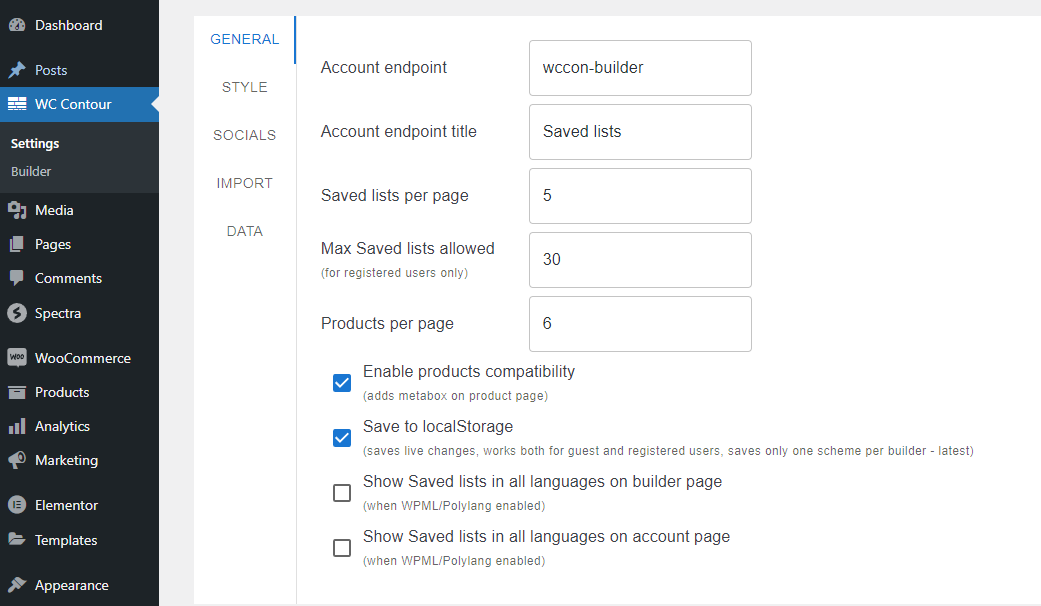 Dashboard
Posts
WC Contour
Settings
Builder
Media
Pages
Comments
Spectra
WOO WooCommerce
Products
Analytics
Marketing
Elementor
Templates
Appearance
GENERAL
STYLE
SOCIALS
IMPORT
DATA
Account endpoint
wccon-builder
Account endpoint title
Saved lists
Saved lists per page
5
Max Saved lists allowed
(for registered users only)
30
Products per page
6
Enable products compatibility
(adds metabox on product page)
Save to localStorage
(saves live changes, works both for guest and registered users, saves only one scheme per builder - latest)
Show Saved lists in all languages on builder page
(when WPML/Polylang enabled)
Show Saved lists in all languages on account page
(when WPML/Polylang enabled)